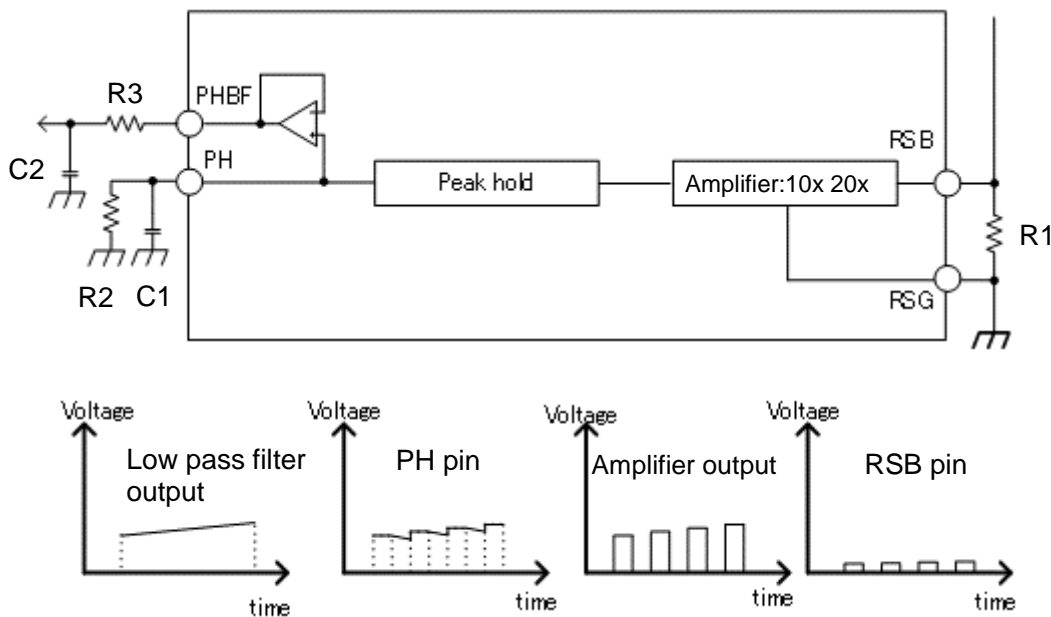 R3
PHBF
RSB
C2
PH
Peak hold
Amplifier:10x 20x
R1
R2
C1
RSG
Voltage
Voltage
Voltage
Voltage
Low pass filter
output
PH pin
Amplifier output
RSB pin
time
time
time
time